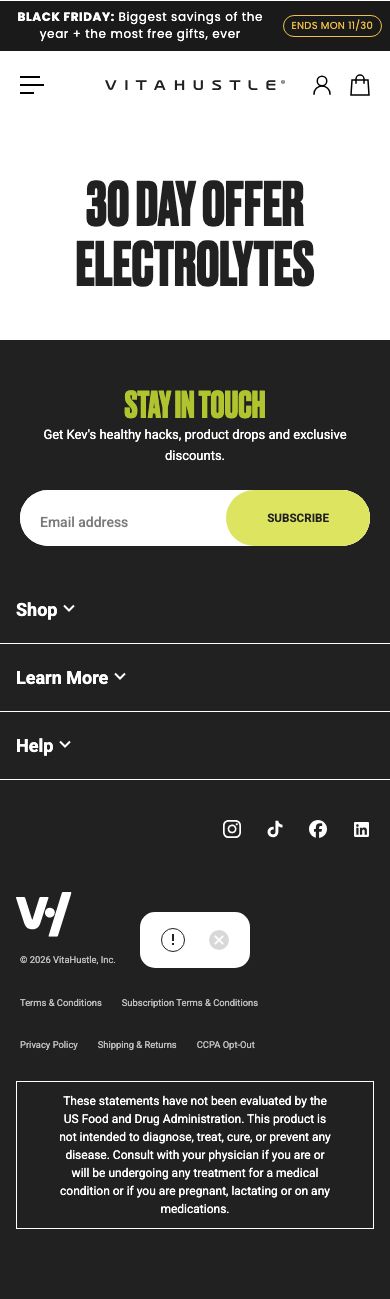 BLACK FRIDAY: Biggest savings of the
year + the most free gifts, ever
ENDS MON 11/30
VITAHUSTLE®
30 DAY OFFER
ELECTROLYTES
STAY IN TOUCH
Get Kev's healthy hacks, product drops and exclusive
discounts.
Email address
SUBSCRIBE
Shop
Learn More
Help
© 2026 VitaHustle, Inc.
Terms & Conditions
Subscription Terms & Conditions
Privacy Policy
Shipping & Returns
CCPA Opt-Out
These statements have not been evaluated by the
US Food and Drug Administration. This product is
not intended to diagnose, treat, cure, or prevent any
disease. Consult with your physician if you are or
will be undergoing any treatment for a medical
condition or if you are pregnant, lactating or on any
medications.